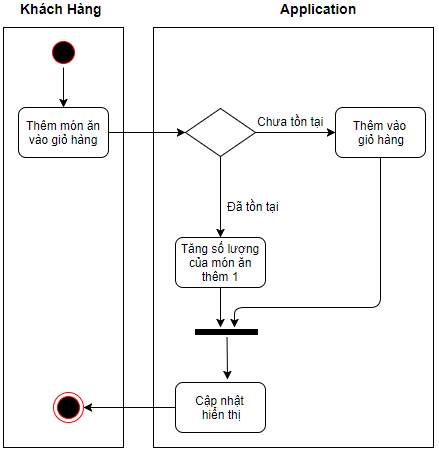 Khách Hàng
Application
Thêm món ăn
vào giỏ hàng
Chưa tồn tại
Thêm vào
giỏ hàng
Đã tồn tại
Tăng số lượng
của món ăn
thêm 1
Cập nhật
hiển thị